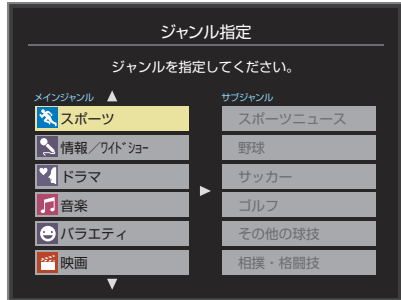 ジャンル指定
ジャンルを指定してください。
メインジャンル ▲
スポーツ
情報／ワイドショー
ドラマ
音楽
バラエティ
映画
▼
▶
サブジャンル
スポーツニュース
野球
サッカー
ゴルフ
その他の球技
相撲・格闘技